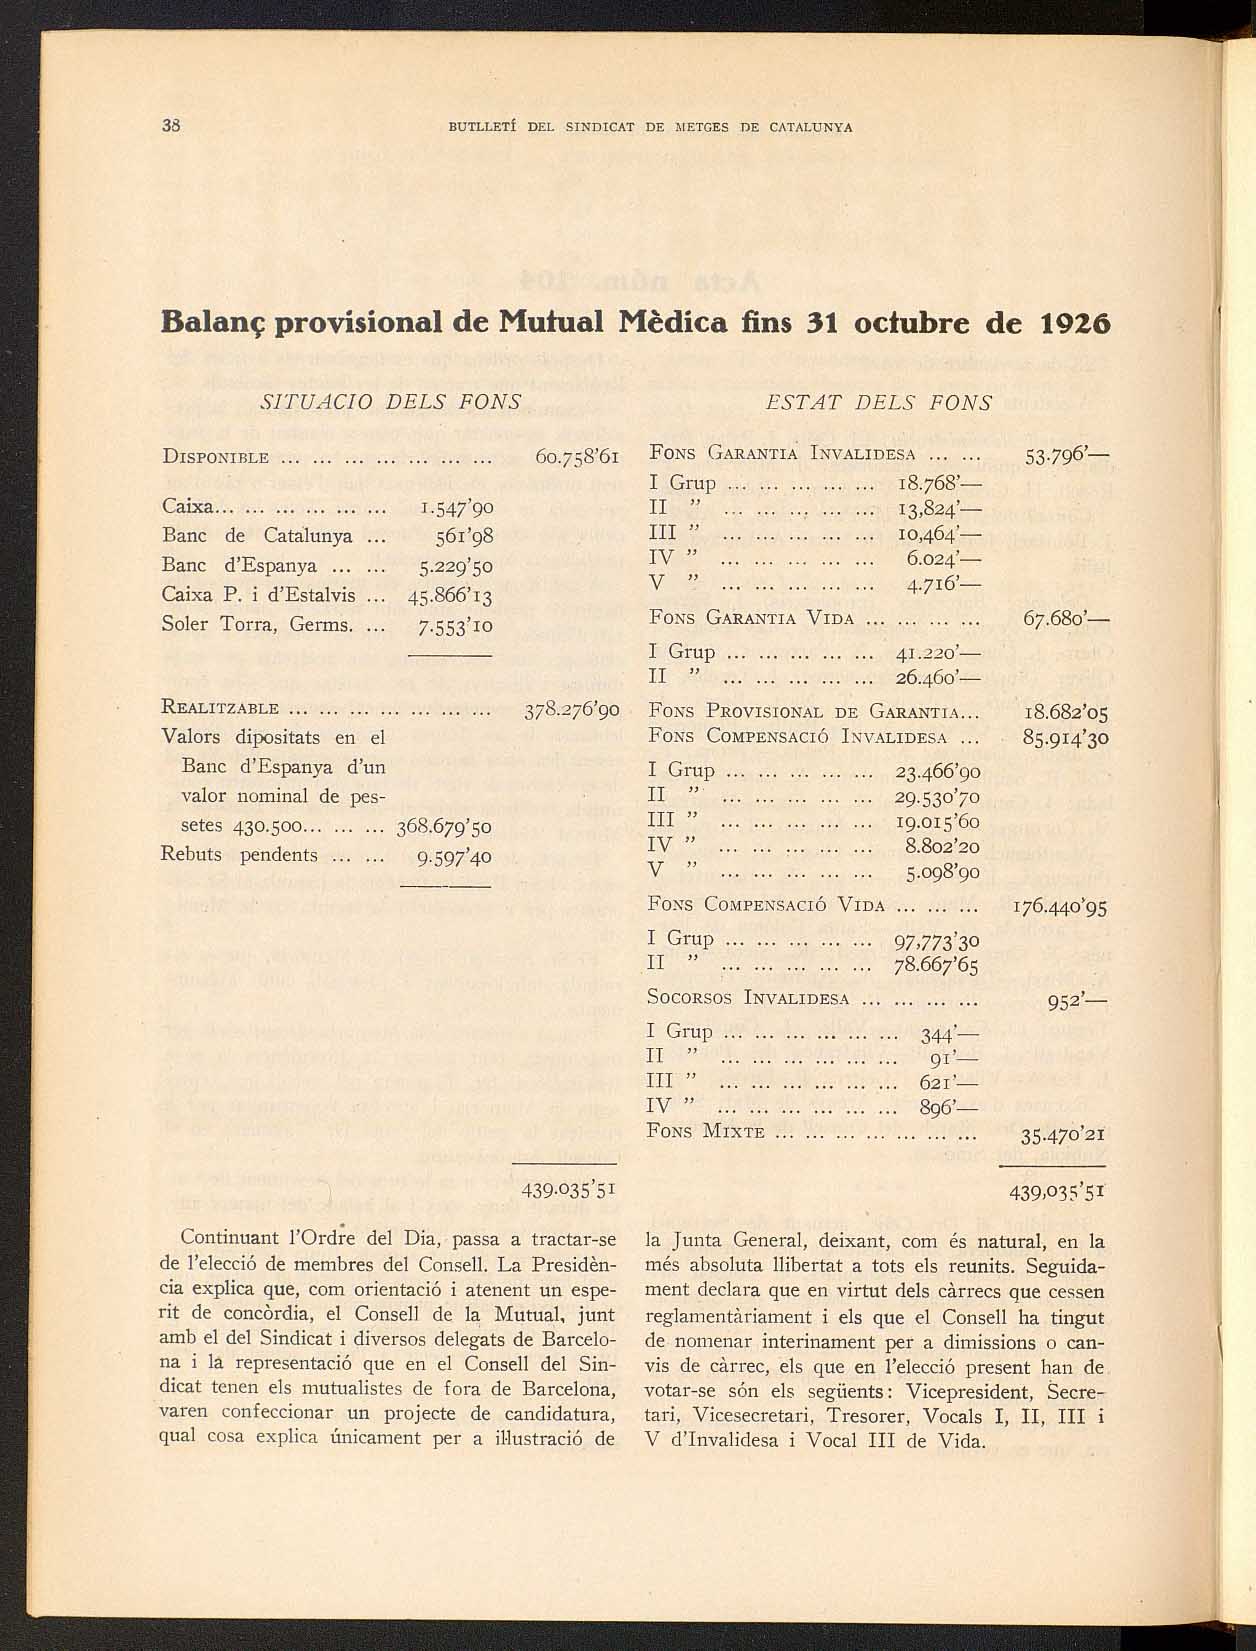 38
BUTLLETÍ DEL SINDICAT DE METGES DE CATALUNYA
Balanç provisional de Mutual Mèdica fins 31 octubre de 1926
SITUACIO DELS FONS
DISPONIBLE ... ... ... ... ... ... ... 60.758'61
Caixa... ... ... ... ... ... 1.547'90
Banc de Catalunya ... 561'98
Banc d'Espanya ... ... 5.229'50
Caixa P. i d'Estalvis ... 45.866'13
Soler Torra, Germs. ... 7.553'10
REALITZABLE ... ... ... ... ... ... ... 378.276'90
Valors dipositats en el
Banc d'Espanya d'un
valor nominal de pes-
setes 430.500... ... ... 368.679'50
Rebuts pendents ... ... 9.597'40
439.035'51
ESTAT DELS FONS
FONS GARANTIA INVALIDESA ... ... 53.796'—
I Grup ... ... ... ... ... 18.768'—
II " ... ... ... ... ... 13,824'—
III " ... ... ... ... ... 10,464'—
IV " ... ... ... ... ... 6.024'—
V " ... ... ... ... ... 4.716'—
FONS GARANTIA VIDA ... ... ... ... 67.680'—
I Grup ... ... ... ... ... 41.220'—
II " ... ... ... ... ... 26.460'—
FONS PROVISIONAL DE GARANTIA... 18.682'05
FONS COMPENSACIÓ INVALIDESA ... 85.914'30
I Grup ... ... ... ... ... 23.466'90
II " ... ... ... ... ... 29.530'70
III " ... ... ... ... ... 19.015'60
IV " ... ... ... ... ... 8.802'20
V " ... ... ... ... ... 5.098'90
FONS COMPENSACIÓ VIDA ... ... ... 176.440'95
I Grup ... ... ... ... ... 97,773'30
II " ... ... ... ... ... 78.667'65
SOCORSOS INVALIDESA ... ... ... ... 952'—
I Grup ... ... ... ... ... ... 344'—
II " ... ... ... ... ... ... 91'—
III " ... ... ... ... ... ... 621'—
IV " ... ... ... ... ... ... 896'—
FONS MIXTE ... ... ... ... ... ... ... 35.470'21
439,035'51
Continuant l'Ordre del Dia, passa a tractar-se
de l'elecció de membres del Consell. La Presidèn-
cia explica que, com orientació i atenent un espe-
rit de concòrdia, el Consell de la Mutual, junt
amb el del Sindicat i diversos delegats de Barcelo-
na i la representació que en el Consell del Sin-
dicat tenen els mutualistes de fora de Barcelona,
varen confeccionar un projecte de candidatura,
qual cosa explica únicament per a il·lustració de
la Junta General, deixant, com és natural, en la
més absoluta llibertat a tots els reunits. Seguida-
ment declara que en virtut dels càrrecs que cessen
reglamentàriament i els que el Consell ha tingut
de nomenar interinament per a dimissions o can-
vis de càrrec, els que en l'elecció present han de
votar-se són els següents: Vicepresident, Secre-
tari, Vicesecretari, Tresorer, Vocals I, II, III i
V d'Invalidesa i Vocal III de Vida.